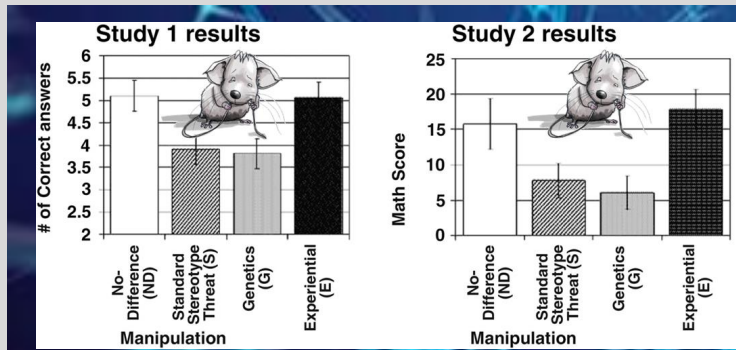 Study 1 results
# of Correct answers
6
5.5
5
4.5
4
3.5
3
2.5
2
No-
Difference
(ND)
Standard
Stereotype
Threat (S)
Genetics
(G)
Experiential
(E)
Manipulation
Study 2 results
Math Score
25
20
15
10
5
0
No-
Difference
(ND)
Standard
Stereotype
Threat (S)
Genetics
(G)
Experiential
(E)
Manipulation